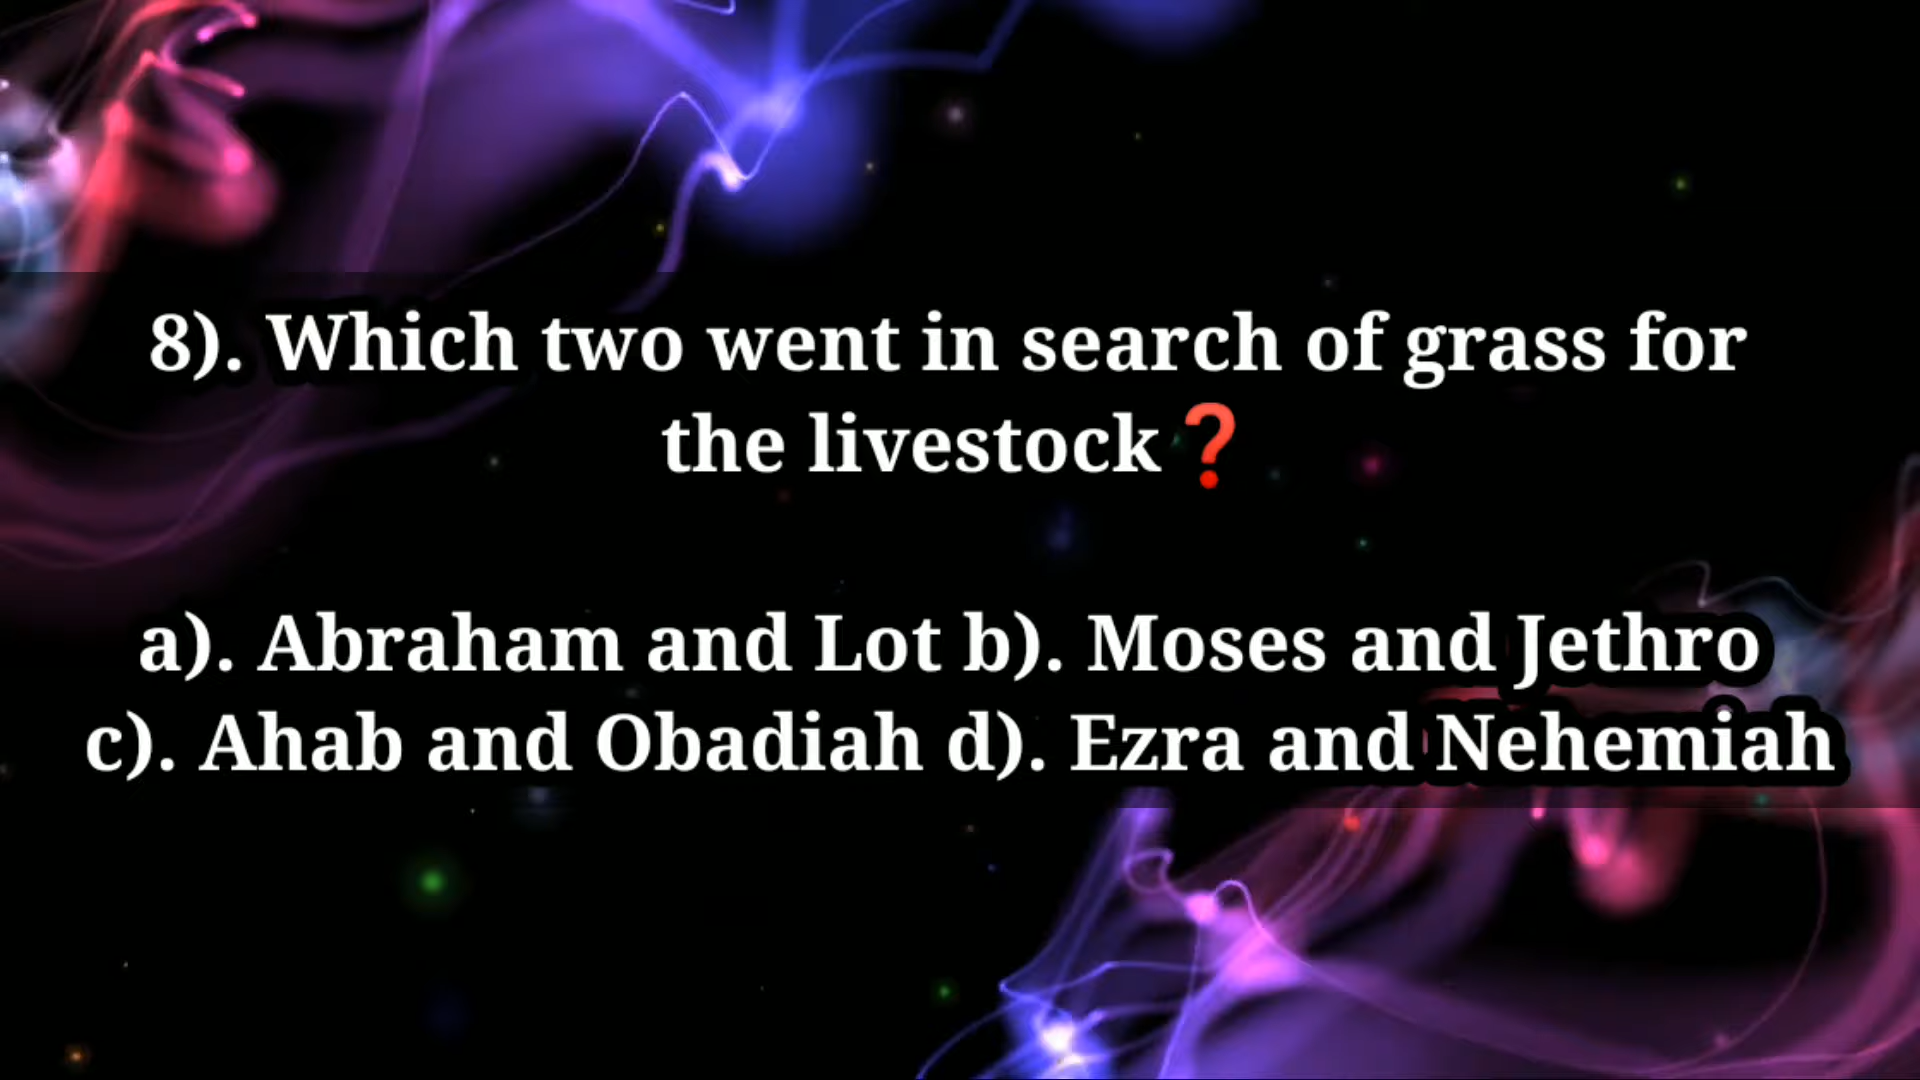 8). Which two went in search of grass for
the livestock❓
a). Abraham and Lot b). Moses and Jethro
c). Ahab and Obadiah d). Ezra and Nehemiah